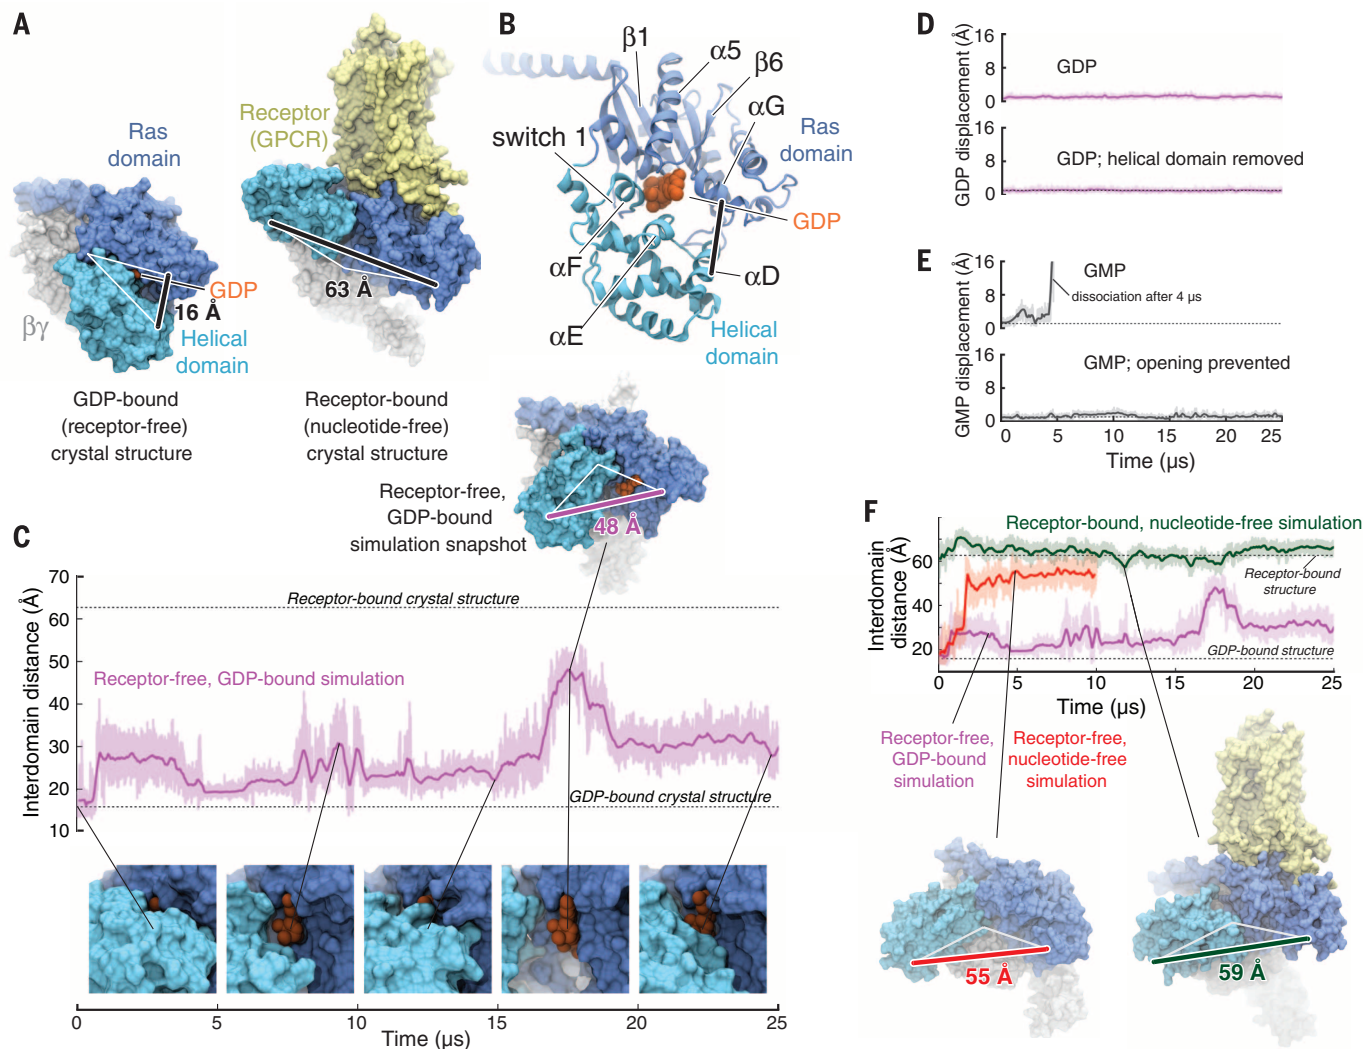 A
Ras
domain
βγ
GDP
16 Å
Helical
domain
GDP-bound
(receptor-free)
crystal structure
Receptor
(GPCR)
63 Å
Receptor-bound
(nucleotide-free)
crystal structure
B
β1
α5
β6
αG
switch 1
Ras
domain
GDP
αF
αD
αE
Helical
domain
C
Receptor-free,
GDP-bound
simulation snapshot
48 Å
Interdomain distance (Å)
70
60
50
40
30
20
10
Receptor-bound crystal structure
Receptor-free, GDP-bound simulation
GDP-bound crystal structure
0
5
10
15
20
25
Time (µs)
D
GDP displacement (Å)
16
8
0
GDP
16
8
0
GDP; helical domain removed
E
GMP displacement (Å)
16
8
0
GMP
dissociation after 4 µs
16
8
0
GMP; opening prevented
0
5
10
15
20
25
Time (µs)
F
Receptor-bound, nucleotide-free simulation
Interdomain
distance (Å)
60
40
20
Receptor-bound
structure
GDP-bound structure
0
5
10
15
20
25
Time (µs)
Receptor-free,
GDP-bound
simulation
Receptor-free,
nucleotide-free
simulation
55 Å
59 Å